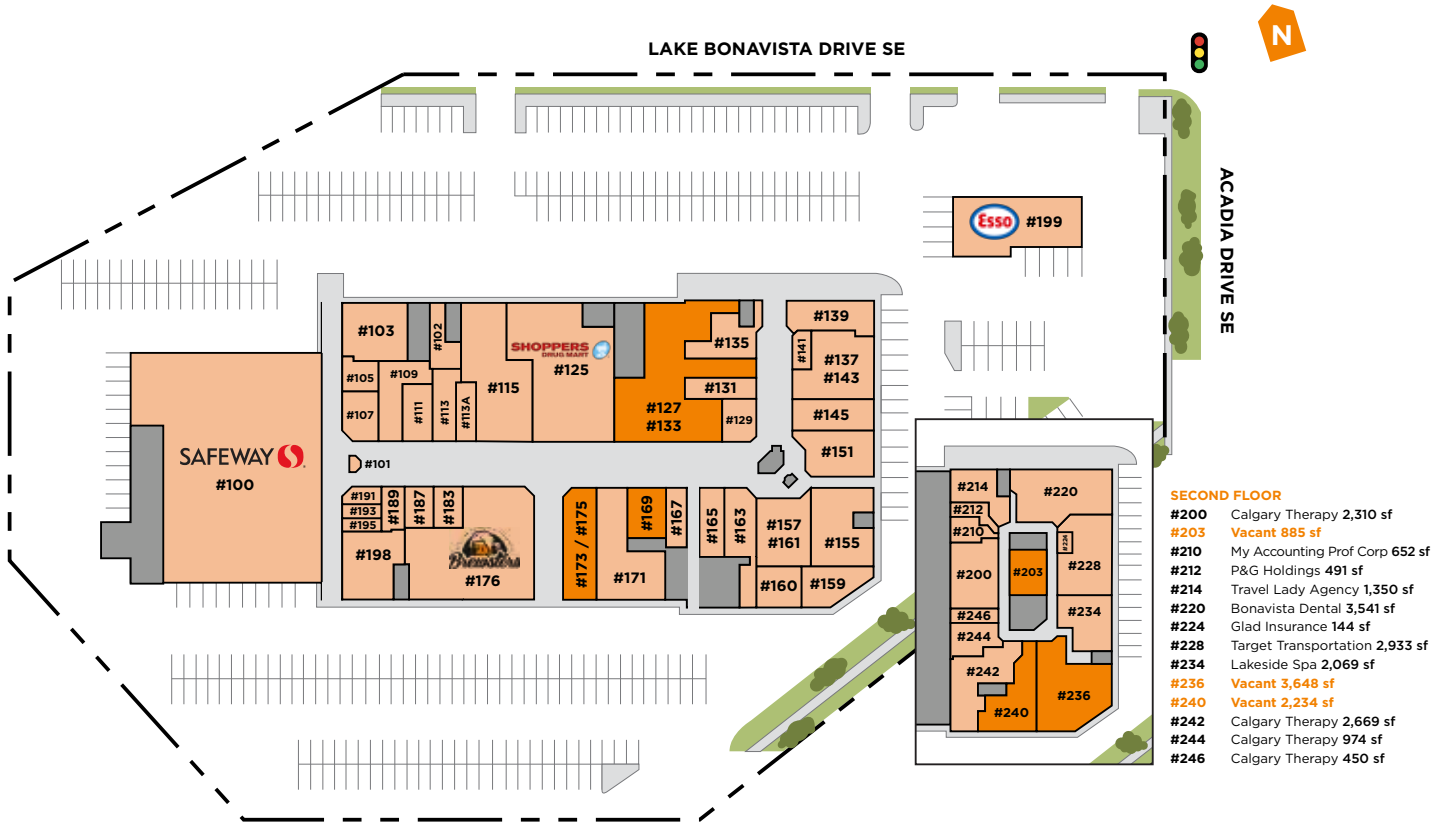 LAKE BONAVISTA DRIVE SE
N
ACADIA DRIVE SE
Esso #199
#103
#102
#139
#135
#141
SHOPPERS
DRUG MART
#125
#137
#143
#105
#109
#115
#131
#107
#111
#113
#113A
#127
#133
#129
#145
#151
SAFEWAY
#100
#101
#191
#193
#195
#189
#187
#183
#198
Brewsters
#176
#173 / #175
#169
#167
#171
#165
#163
#157
#161
#155
#160
#159
#214
#220
#212
#210
#224
#203
#228
#200
#246
#234
#244
#242
#240
#236
SECOND FLOOR
#200 Calgary Therapy 2,310 sf
#203 Vacant 885 sf
#210 My Accounting Prof Corp 652 sf
#212 P&G Holdings 491 sf
#214 Travel Lady Agency 1,350 sf
#220 Bonavista Dental 3,541 sf
#224 Glad Insurance 144 sf
#228 Target Transportation 2,933 sf
#234 Lakeside Spa 2,069 sf
#236 Vacant 3,648 sf
#240 Vacant 2,234 sf
#242 Calgary Therapy 2,669 sf
#244 Calgary Therapy 974 sf
#246 Calgary Therapy 450 sf